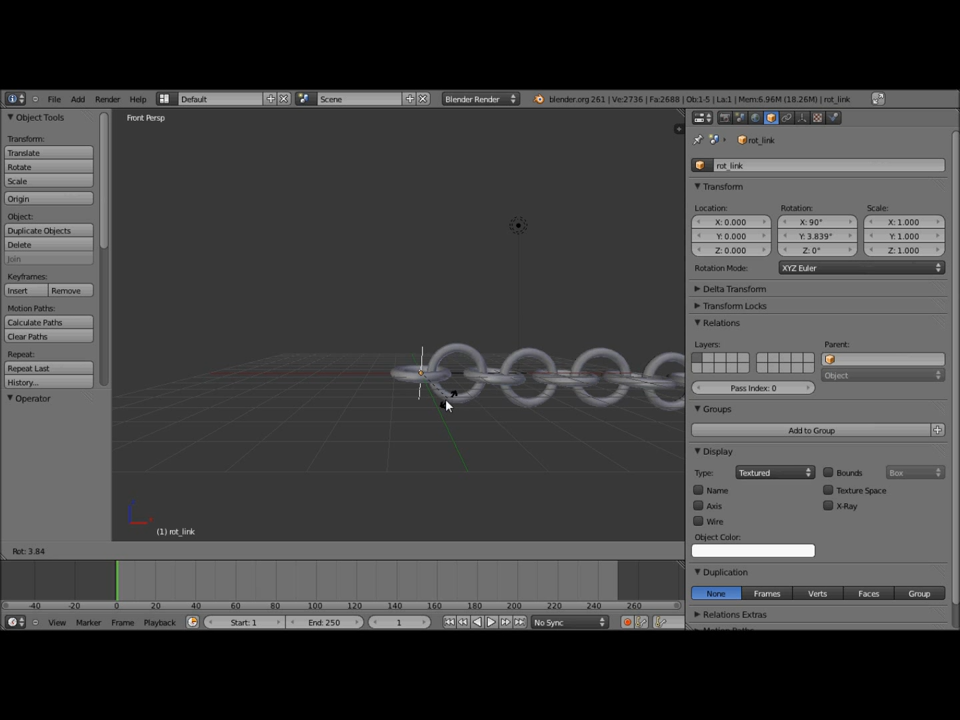 File Add Render Help Default Scene Blender Render blender.org 261 | Ve:2736 | Fa:2688 | Ob:1-5 | La:1 | Mem:6.96M (18.26M) | rot_link
Object Tools
Transform:
Translate
Rotate
Scale
Origin
Object:
Duplicate Objects
Delete
Join
Keyframes:
Insert Remove
Motion Paths:
Calculate Paths
Clear Paths
Repeat:
Repeat Last
History...
Operator
Front Persp
(1) rot_link
Rot: 3.84
rot_link
rot_link
Transform
Location: Rotation: Scale:
X: 0.000 X: 90° X: 1.000
Y: 0.000 Y: 3.839° Y: 1.000
Z: 0.000 Z: 0° Z: 1.000
Rotation Mode: XYZ Euler
Delta Transform
Transform Locks
Relations
Layers: Parent:
Object
Pass Index: 0
Groups
Add to Group
Display
Type: Textured Bounds Box
Name Texture Space
Axis X-Ray
Wire
Object Color:
Duplication
None Frames Verts Faces Group
Relations Extras
-40 -20 0 20 40 60 80 100 120 140 160 180 200 220 240 260
View Marker Frame Playback Start: 1 End: 250 1 No Sync